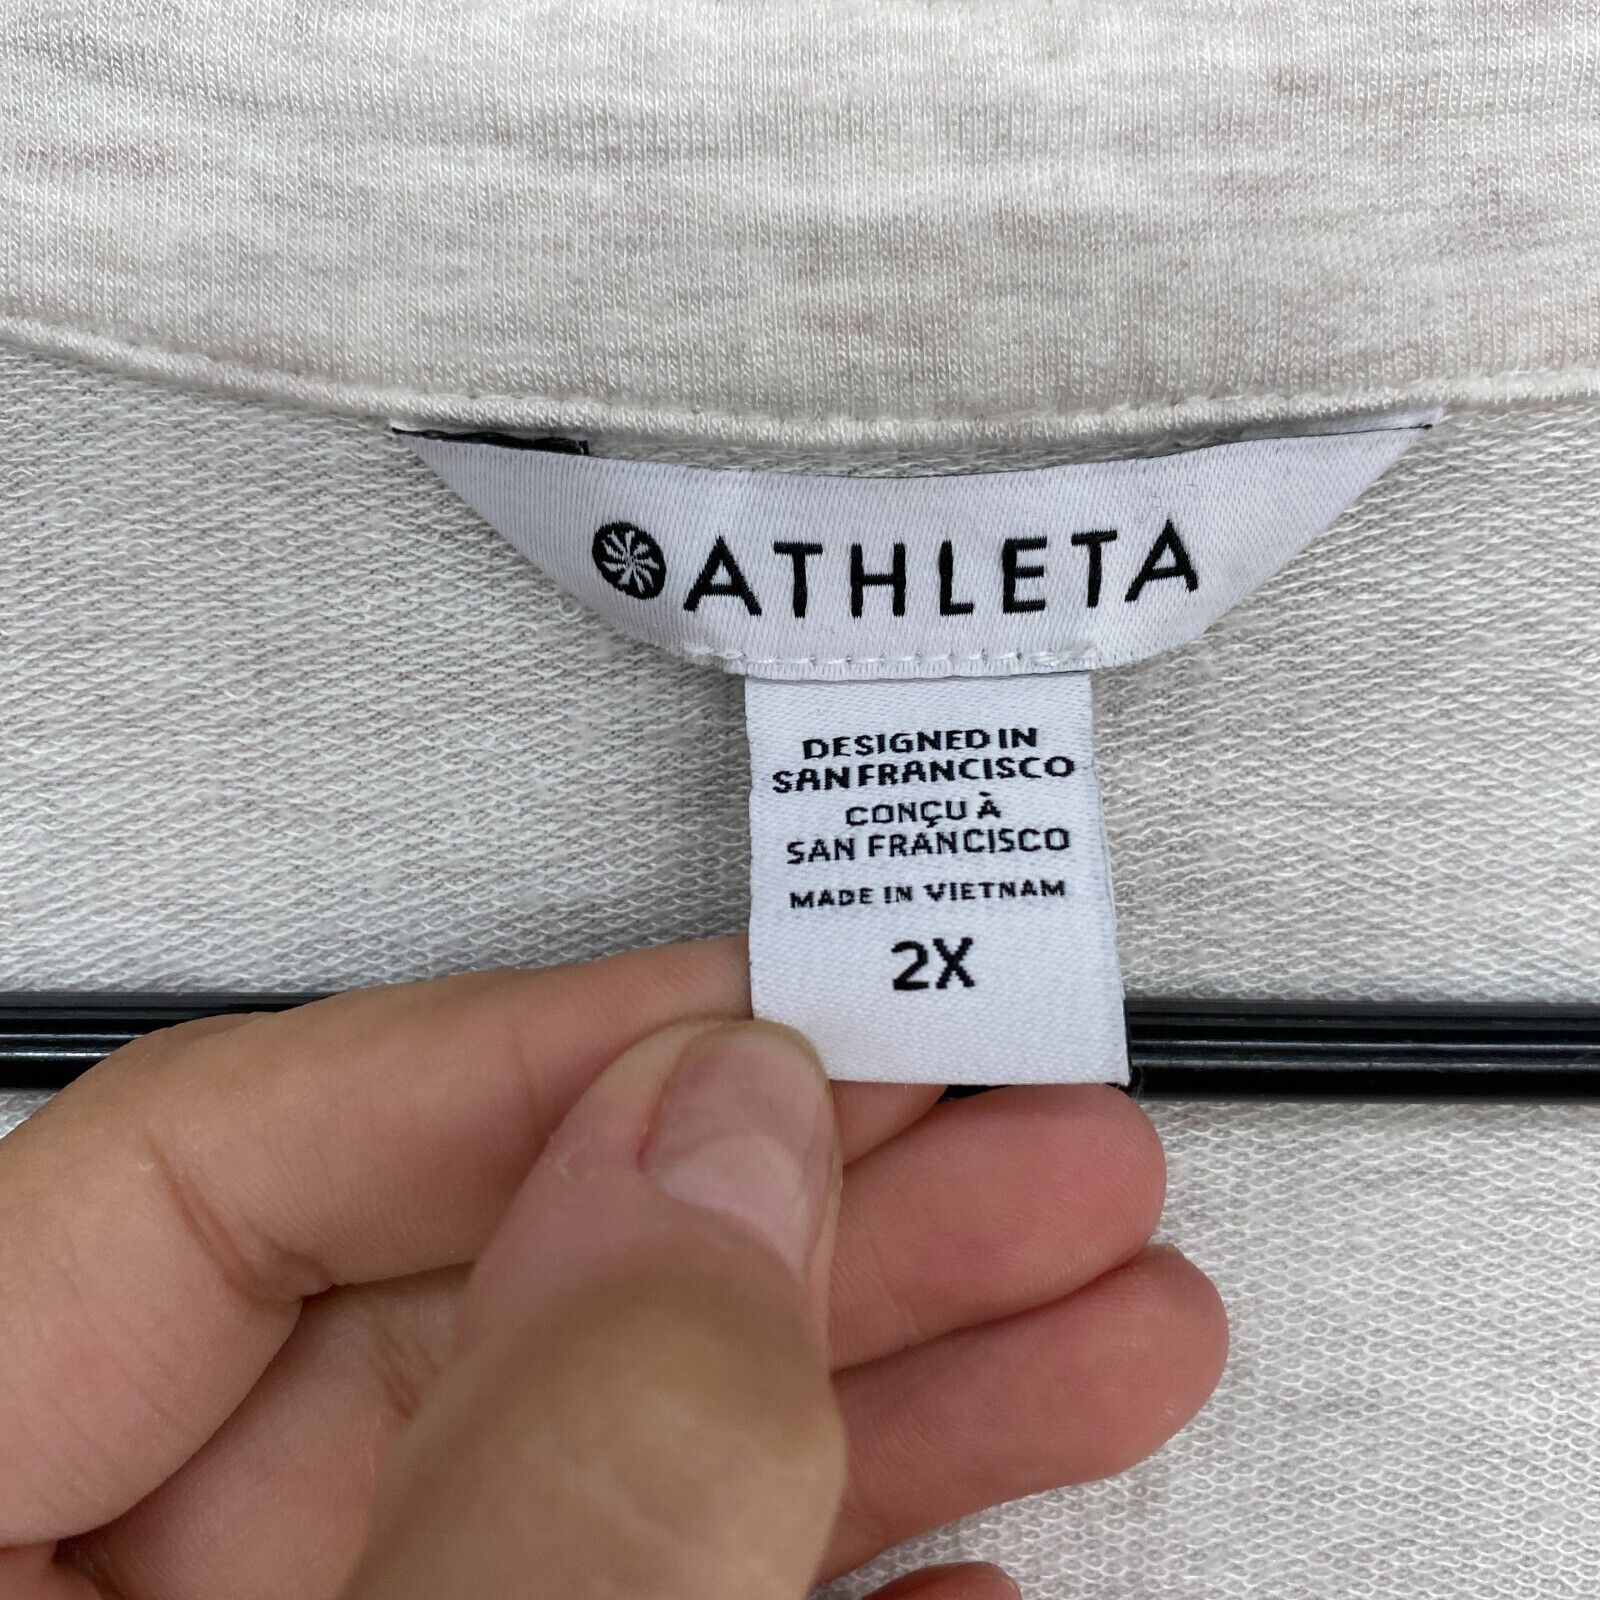 ATHLETA
DESIGNED IN
SAN FRANCISCO
CONÇU À
SAN FRANCISCO
MADE IN VIETNAM
2X